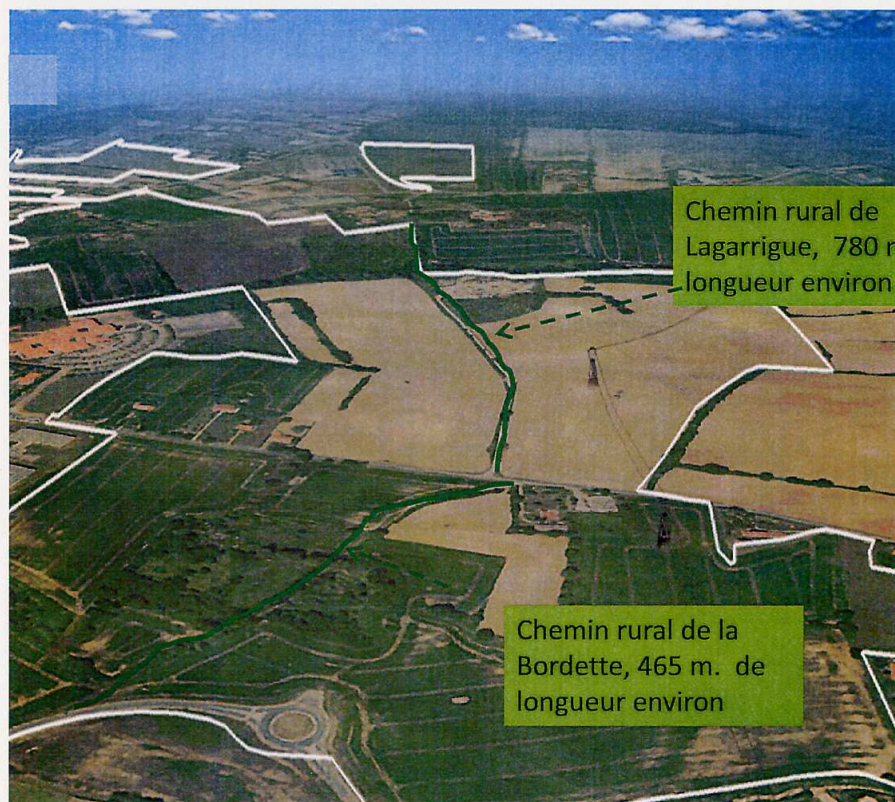 Chemin rural de
Lagarrigue, 780 m
longueur environ
Chemin rural de la
Bordette, 465 m. de
longueur environ